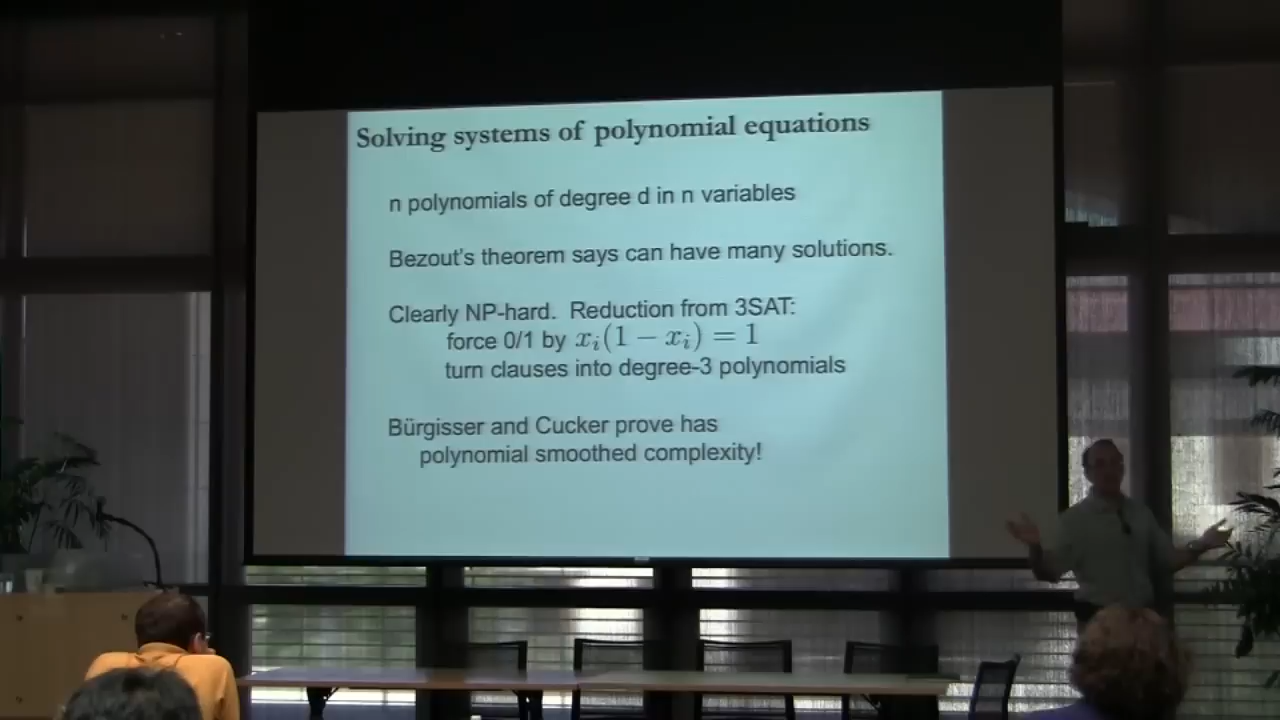 Solving systems of polynomial equations
n polynomials of degree d in n variables
Bezout's theorem says can have many solutions.
Clearly NP-hard. Reduction from 3SAT:
force 0/1 by $x_i(1 - x_i) = 1$
turn clauses into degree-3 polynomials
Bürgisser and Cucker prove has
polynomial smoothed complexity!